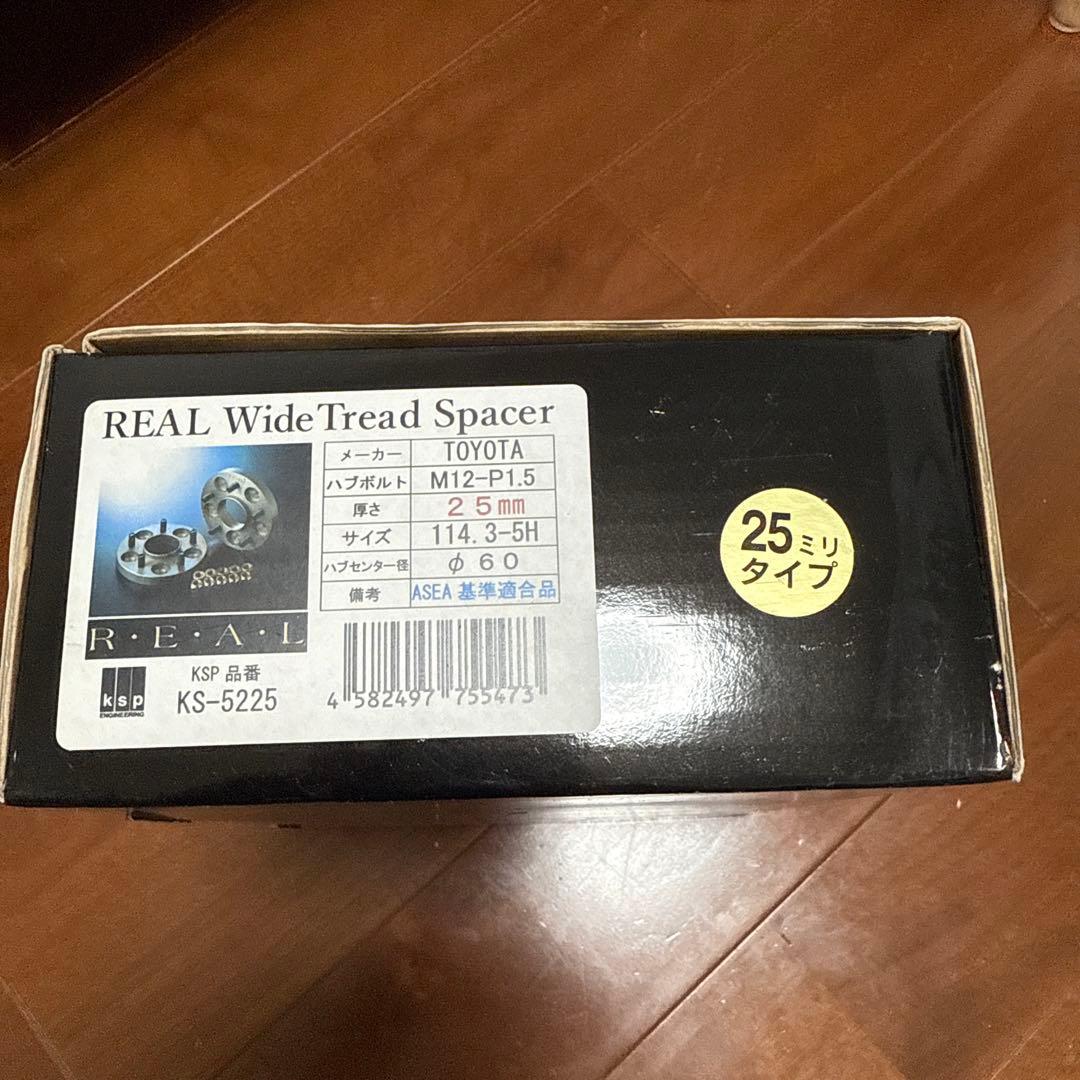 REAL Wide Tread Spacer
メーカー TOYOTA
ハブボルト M12-P1.5
厚さ 25mm
サイズ 114.3-5H
ハブセンター径 φ60
備考 ASEA 基準適合品
R・E・A・L
ksp
ENGINEERING
KSP 品番
KS-5225
4 582497 755473
25ミリ
タイプ